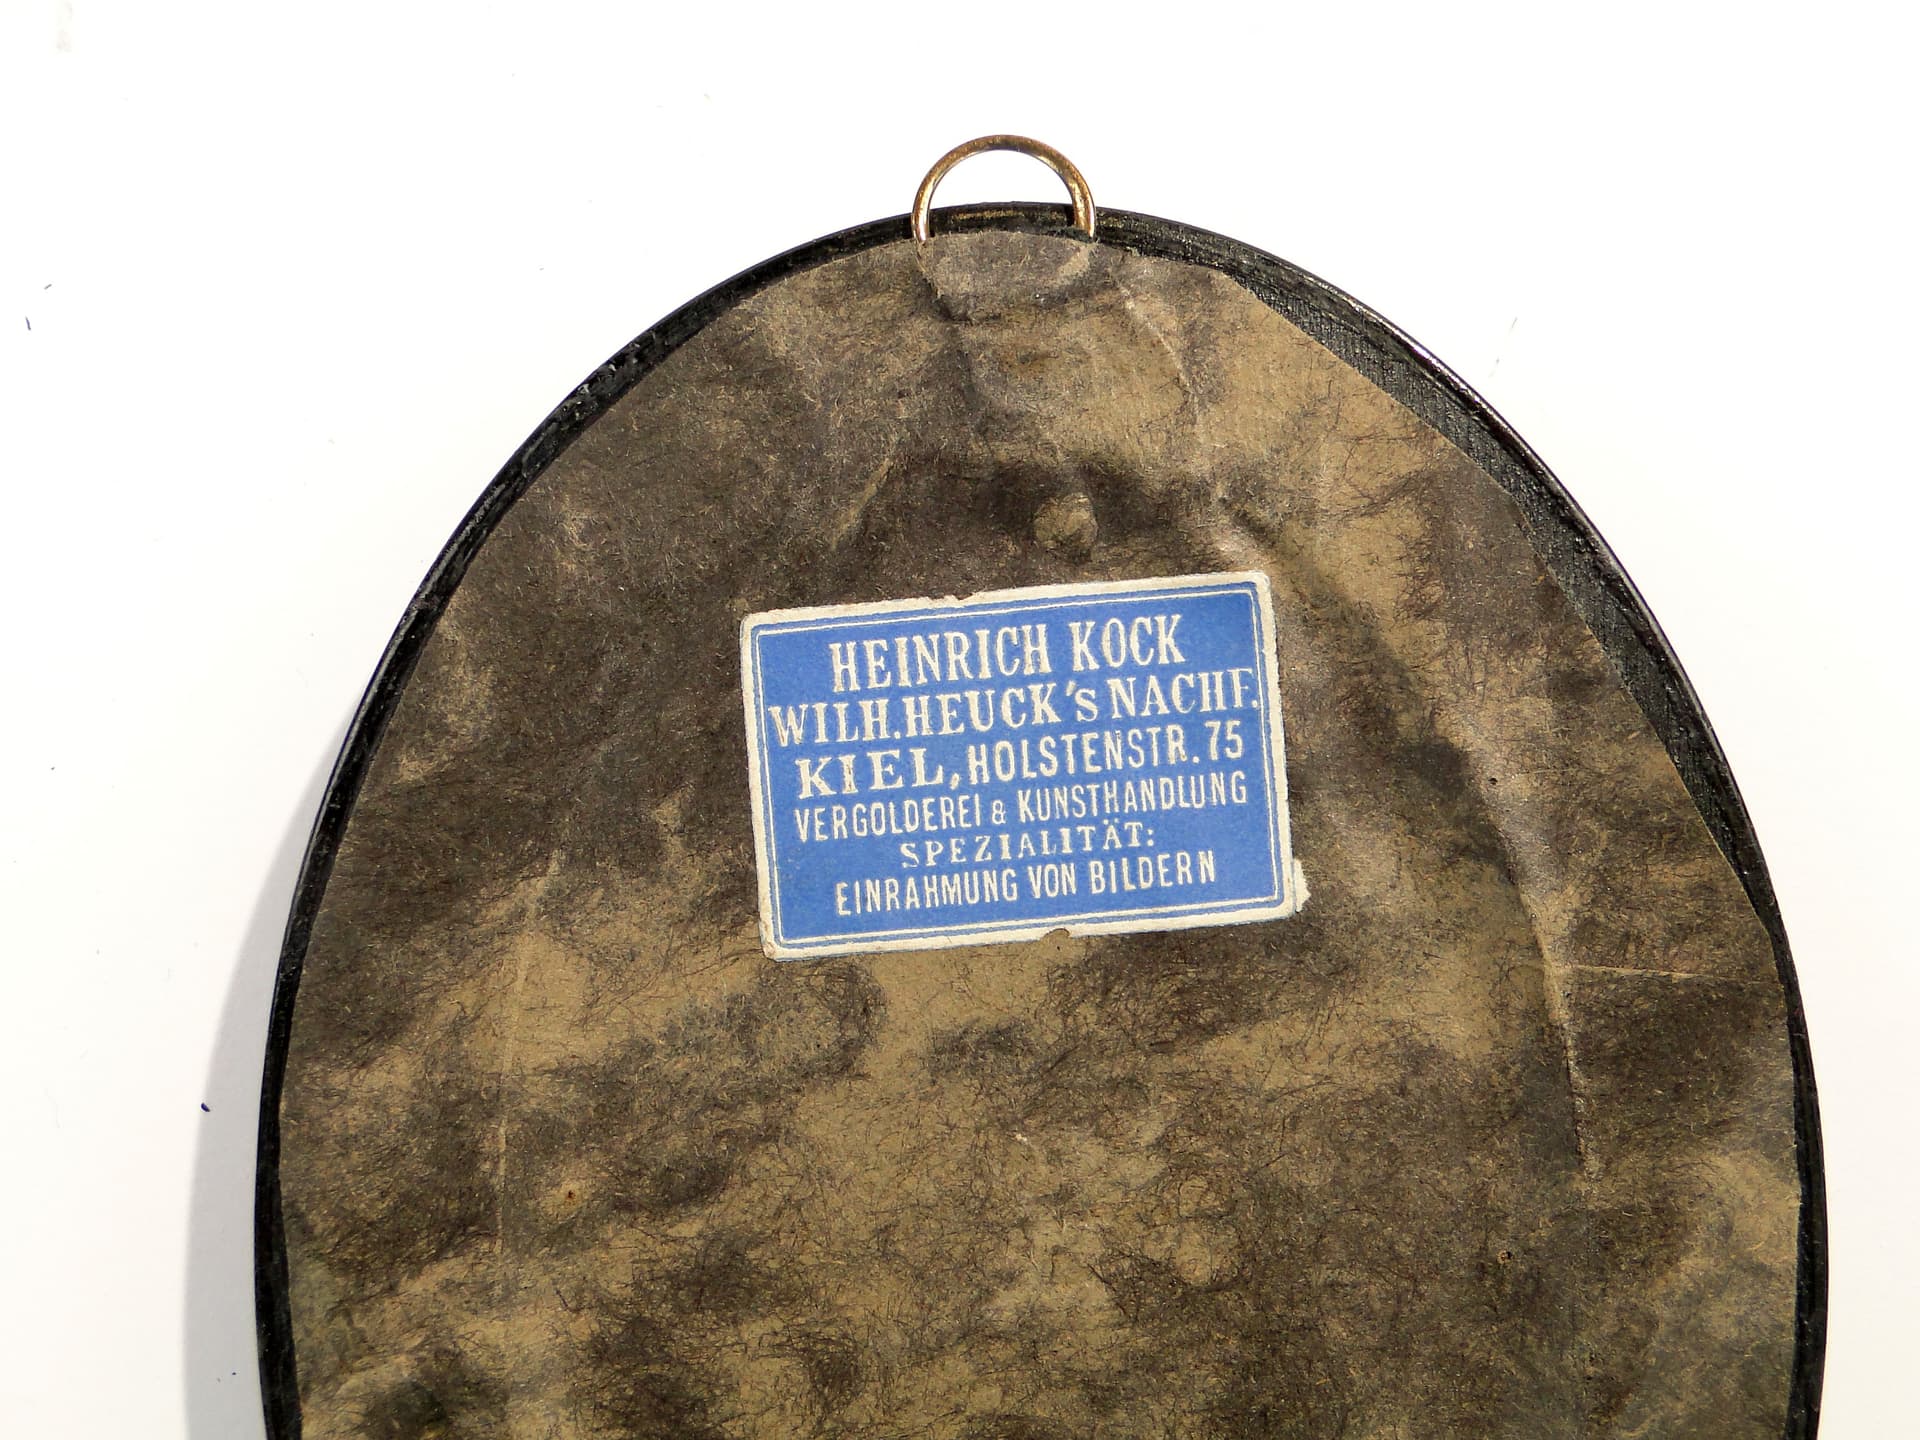 HEINRICH KOCK
WILH. HEUCK's NACHF.
KIEL, HOLSTENSTR. 75
VERGOLDEREI & KUNSTHANDLUNG
SPEZIALITÄT:
EINRAHMUNG VON BILDERN